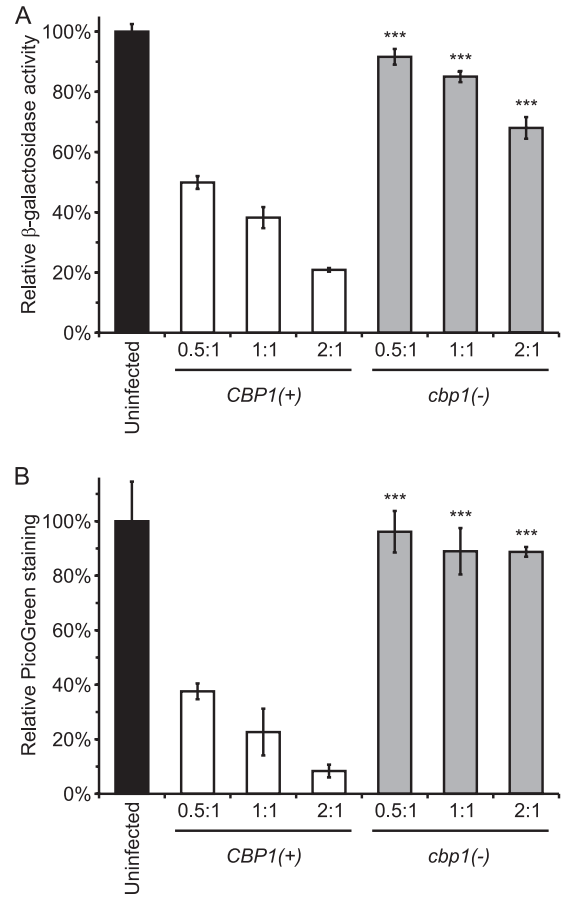 A
Relative β-galactosidase activity
100%
80%
60%
40%
20%
0%
*** *** ***
Uninfected
0.5:1 1:1 2:1 0.5:1 1:1 2:1
CBP1(+) cbp1(-)
B
Relative PicoGreen staining
100%
80%
60%
40%
20%
0%
*** *** ***
Uninfected
0.5:1 1:1 2:1 0.5:1 1:1 2:1
CBP1(+) cbp1(-)